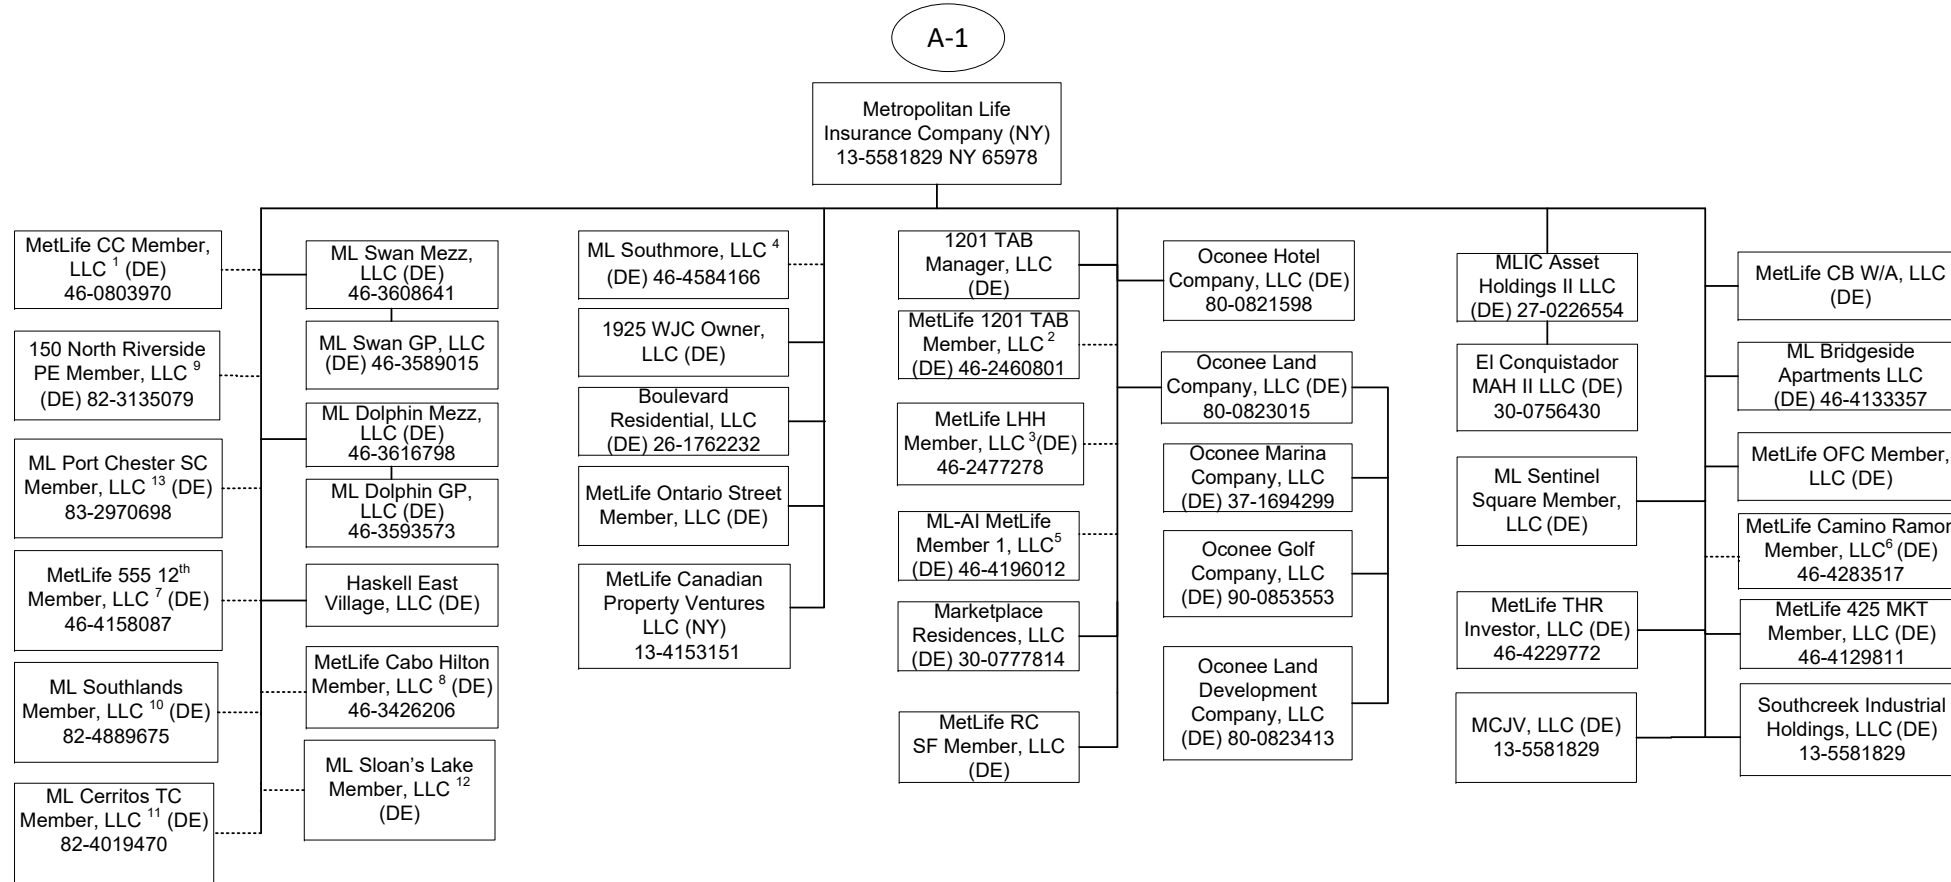 A-1
Metropolitan Life
Insurance Company (NY)
13-5581829 NY 65978
MetLife CC Member,
LLC 1 (DE)
46-0803970
150 North Riverside
PE Member, LLC 9
(DE) 82-3135079
ML Port Chester SC
Member, LLC 13 (DE)
83-2970698
MetLife 555 12th
Member, LLC 7 (DE)
46-4158087
ML Southlands
Member, LLC 10 (DE)
82-4889675
ML Cerritos TC
Member, LLC 11 (DE)
82-4019470
ML Swan Mezz,
LLC (DE)
46-3608641
ML Swan GP, LLC
(DE) 46-3589015
ML Dolphin Mezz,
LLC (DE)
46-3616798
ML Dolphin GP,
LLC (DE)
46-3593573
Haskell East
Village, LLC (DE)
MetLife Cabo Hilton
Member, LLC 8 (DE)
46-3426206
ML Sloan’s Lake
Member, LLC 12
(DE)
ML Southmore, LLC 4
(DE) 46-4584166
1925 WJC Owner,
LLC (DE)
Boulevard
Residential, LLC
(DE) 26-1762232
MetLife Ontario Street
Member, LLC (DE)
MetLife Canadian
Property Ventures
LLC (NY)
13-4153151
1201 TAB
Manager, LLC
(DE)
MetLife 1201 TAB
Member, LLC 2
(DE) 46-2460801
MetLife LHH
Member, LLC 3(DE)
46-2477278
ML-AI MetLife
Member 1, LLC5
(DE) 46-4196012
Marketplace
Residences, LLC
(DE) 30-0777814
MetLife RC
SF Member, LLC
(DE)
Oconee Hotel
Company, LLC (DE)
80-0821598
Oconee Land
Company, LLC (DE)
80-0823015
Oconee Marina
Company, LLC
(DE) 37-1694299
Oconee Golf
Company, LLC
(DE) 90-0853553
Oconee Land
Development
Company, LLC
(DE) 80-0823413
MLIC Asset
Holdings II LLC
(DE) 27-0226554
El Conquistador
MAH II LLC (DE)
30-0756430
ML Sentinel
Square Member,
LLC (DE)
MetLife THR
Investor, LLC (DE)
46-4229772
MCJV, LLC (DE)
13-5581829
MetLife CB W/A, LLC
(DE)
ML Bridgeside
Apartments LLC
(DE) 46-4133357
MetLife OFC Member,
LLC (DE)
MetLife Camino Ramon
Member, LLC6 (DE)
46-4283517
MetLife 425 MKT
Member, LLC (DE)
46-4129811
Southcreek Industrial
Holdings, LLC (DE)
13-5581829